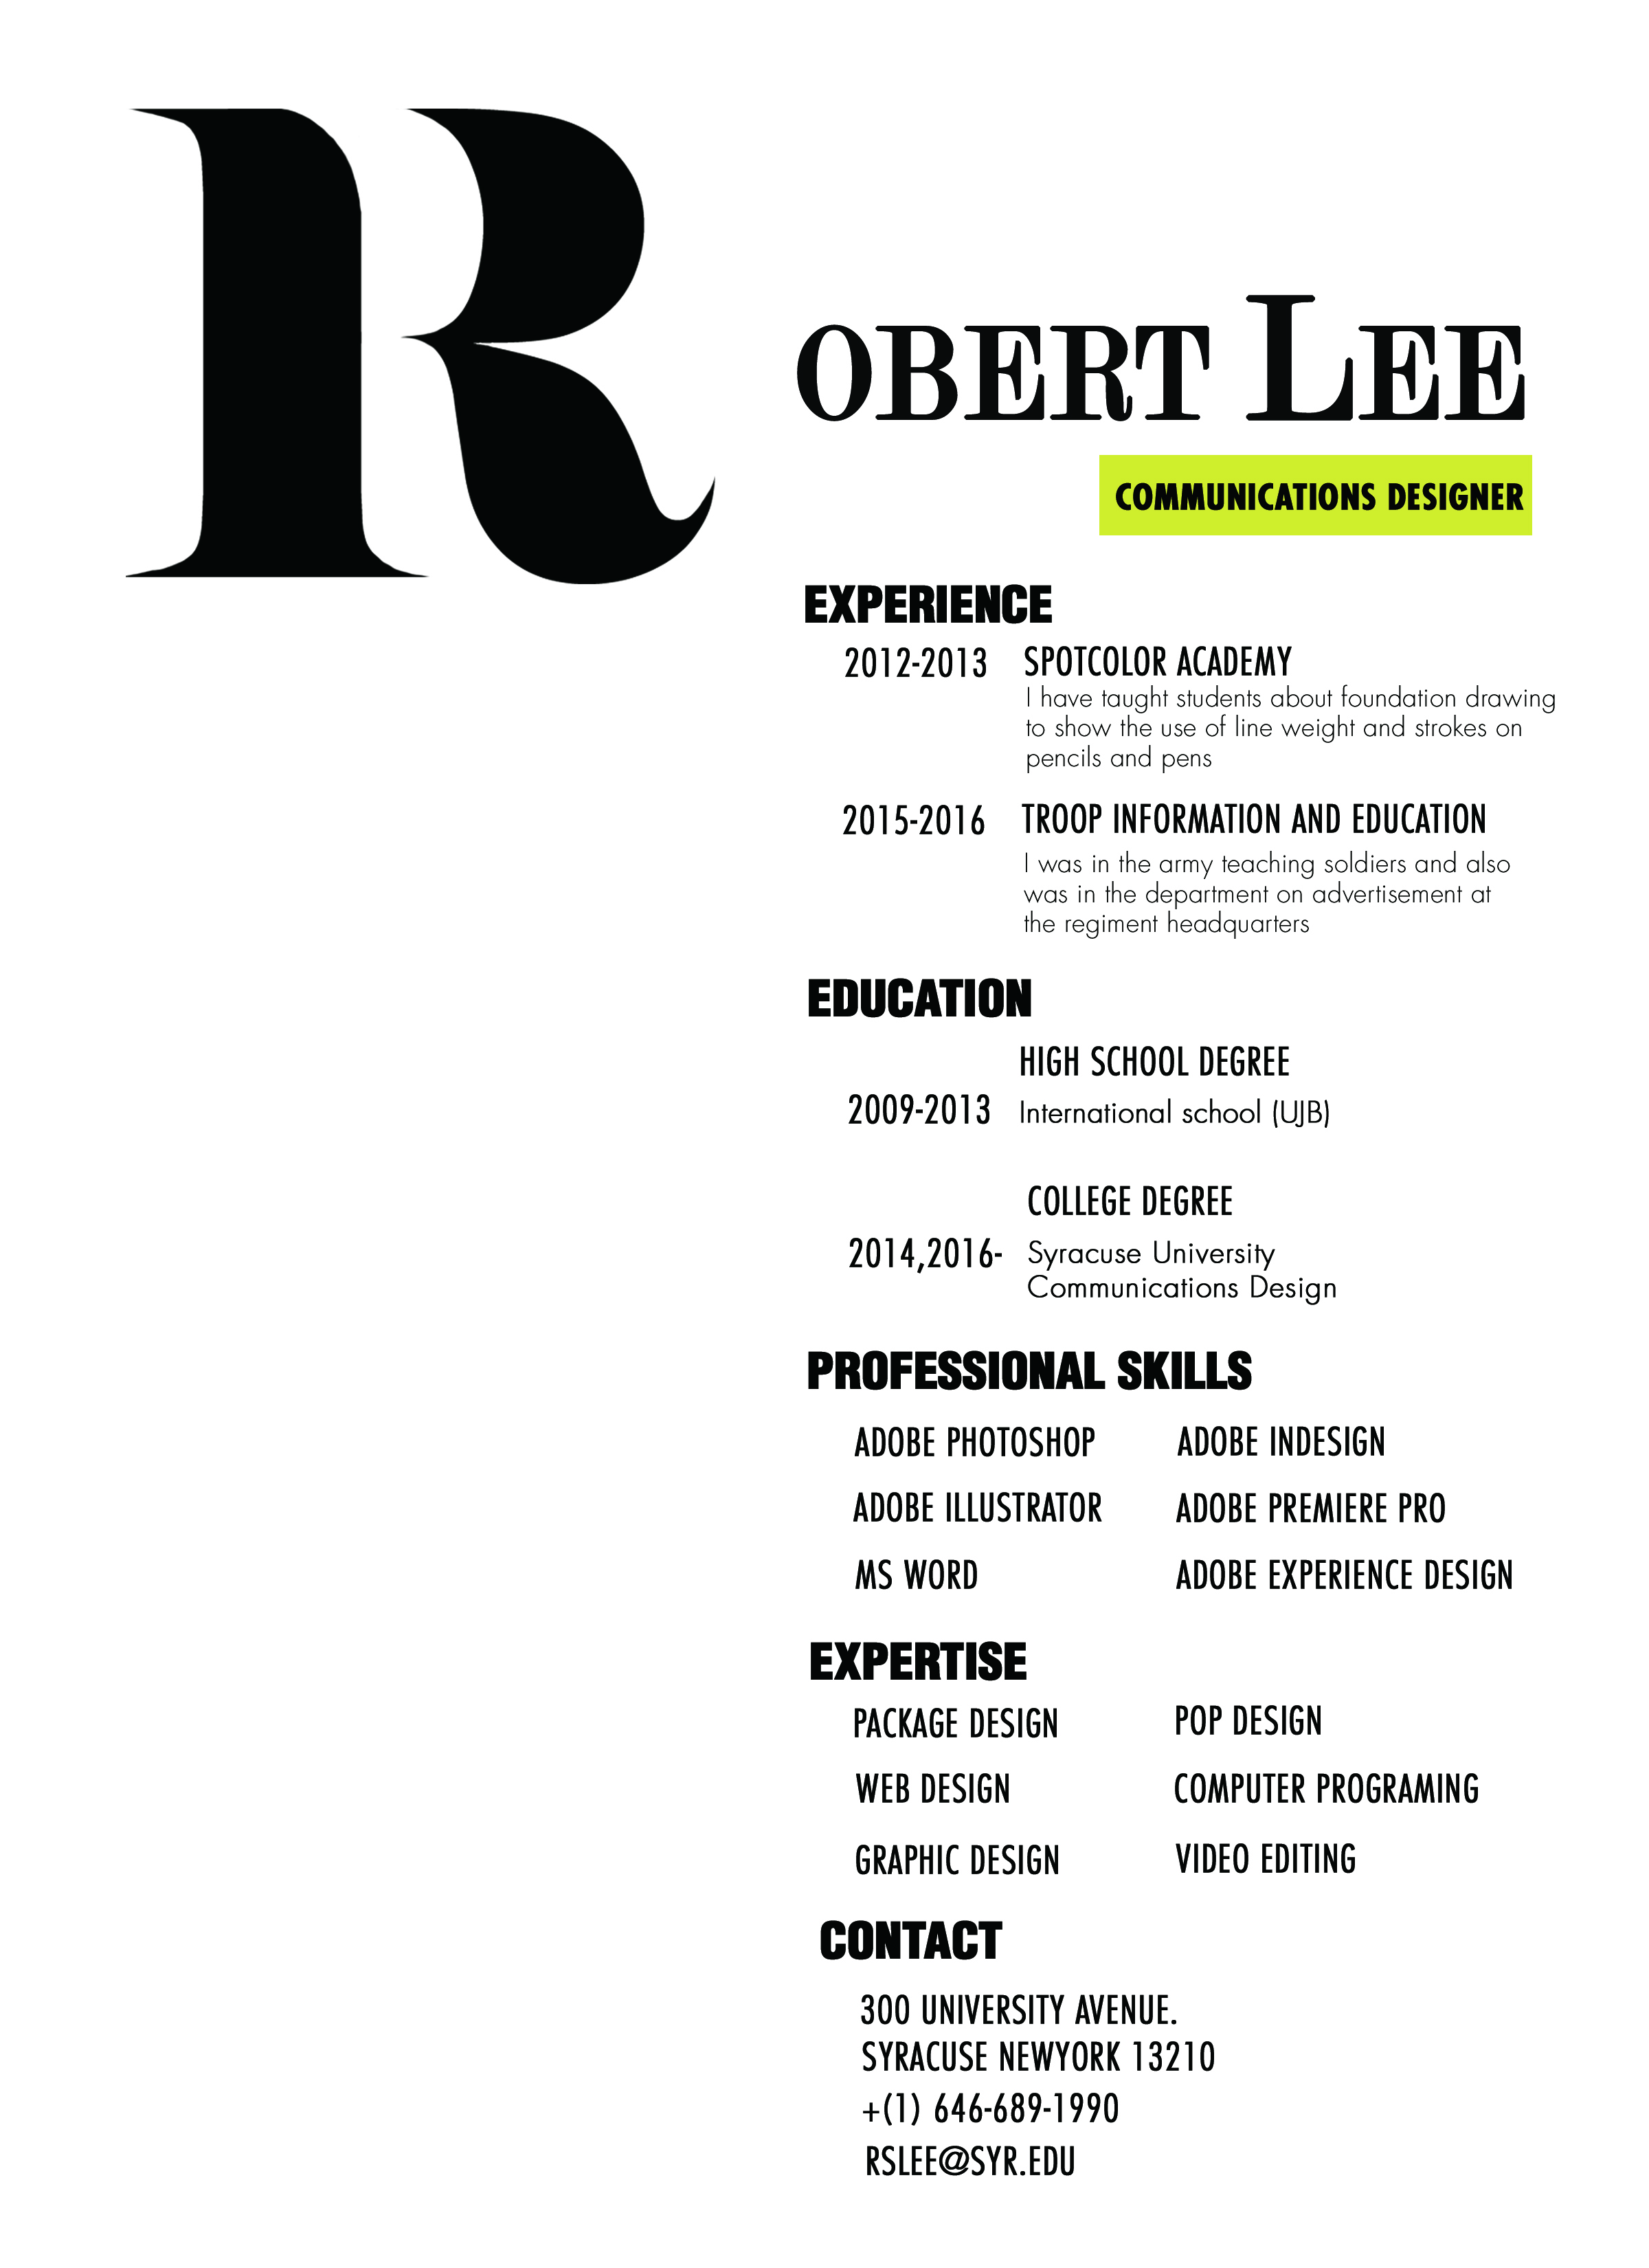 ROBERT LEE
COMMUNICATIONS DESIGNER
EXPERIENCE
2012-2013 SPOTCOLOR ACADEMY
I have taught students about foundation drawing
to show the use of line weight and strokes on
pencils and pens
2015-2016 TROOP INFORMATION AND EDUCATION
I was in the army teaching soldiers and also
was in the department on advertisement at
the regiment headquarters
EDUCATION
HIGH SCHOOL DEGREE
2009-2013 International school (UJB)
COLLEGE DEGREE
2014,2016- Syracuse University
Communications Design
PROFESSIONAL SKILLS
ADOBE PHOTOSHOP ADOBE INDESIGN
ADOBE ILLUSTRATOR ADOBE PREMIERE PRO
MS WORD ADOBE EXPERIENCE DESIGN
EXPERTISE
PACKAGE DESIGN POP DESIGN
WEB DESIGN COMPUTER PROGRAMING
GRAPHIC DESIGN VIDEO EDITING
CONTACT
300 UNIVERSITY AVENUE.
SYRACUSE NEWYORK 13210
+(1) 646-689-1990
RSLEE@SYR.EDU